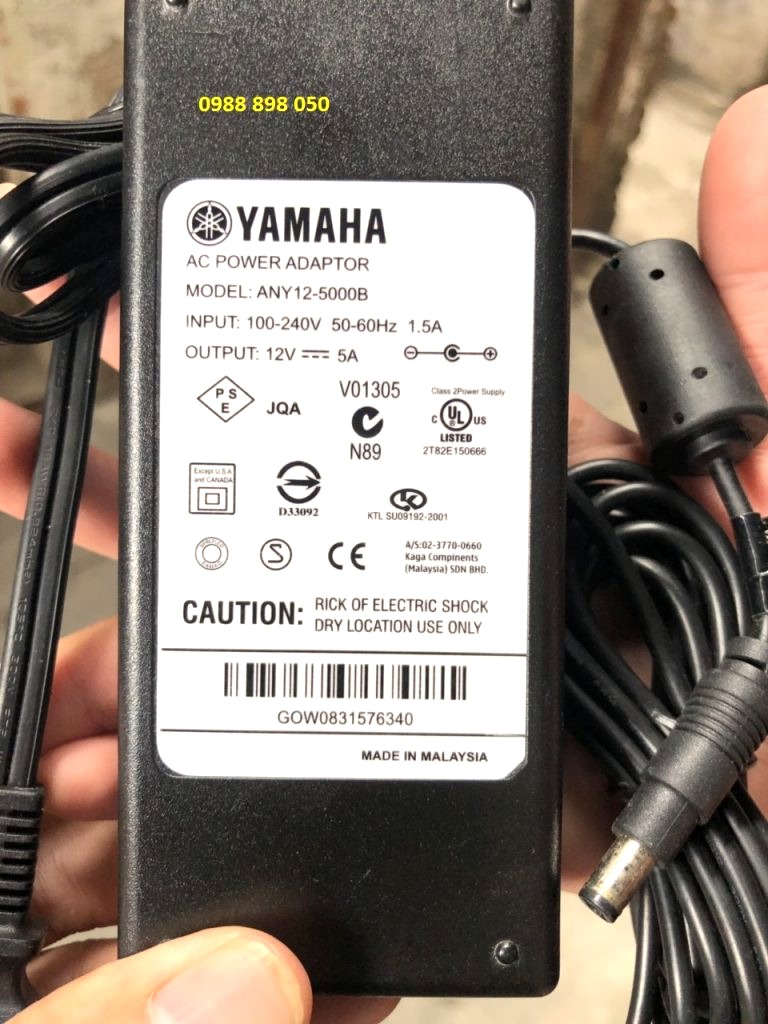 0988 898 050
YAMAHA
AC POWER ADAPTOR
MODEL: ANY12-5000B
INPUT: 100-240V 50-60Hz 1.5A
OUTPUT: 12V 5A
P S
E
JQA
V01305
N89
Class 2Power Supply
C UL US
LISTED
2T82E150666
Except U.S.A
and CANADA
D33092
KTL SU09192-2001
S
CE
A/S:02-3770-0660
Kaga Compinents
(Malaysia) SDN BHD.
CAUTION: RICK OF ELECTRIC SHOCK
DRY LOCATION USE ONLY
GOW0831576340
MADE IN MALAYSIA